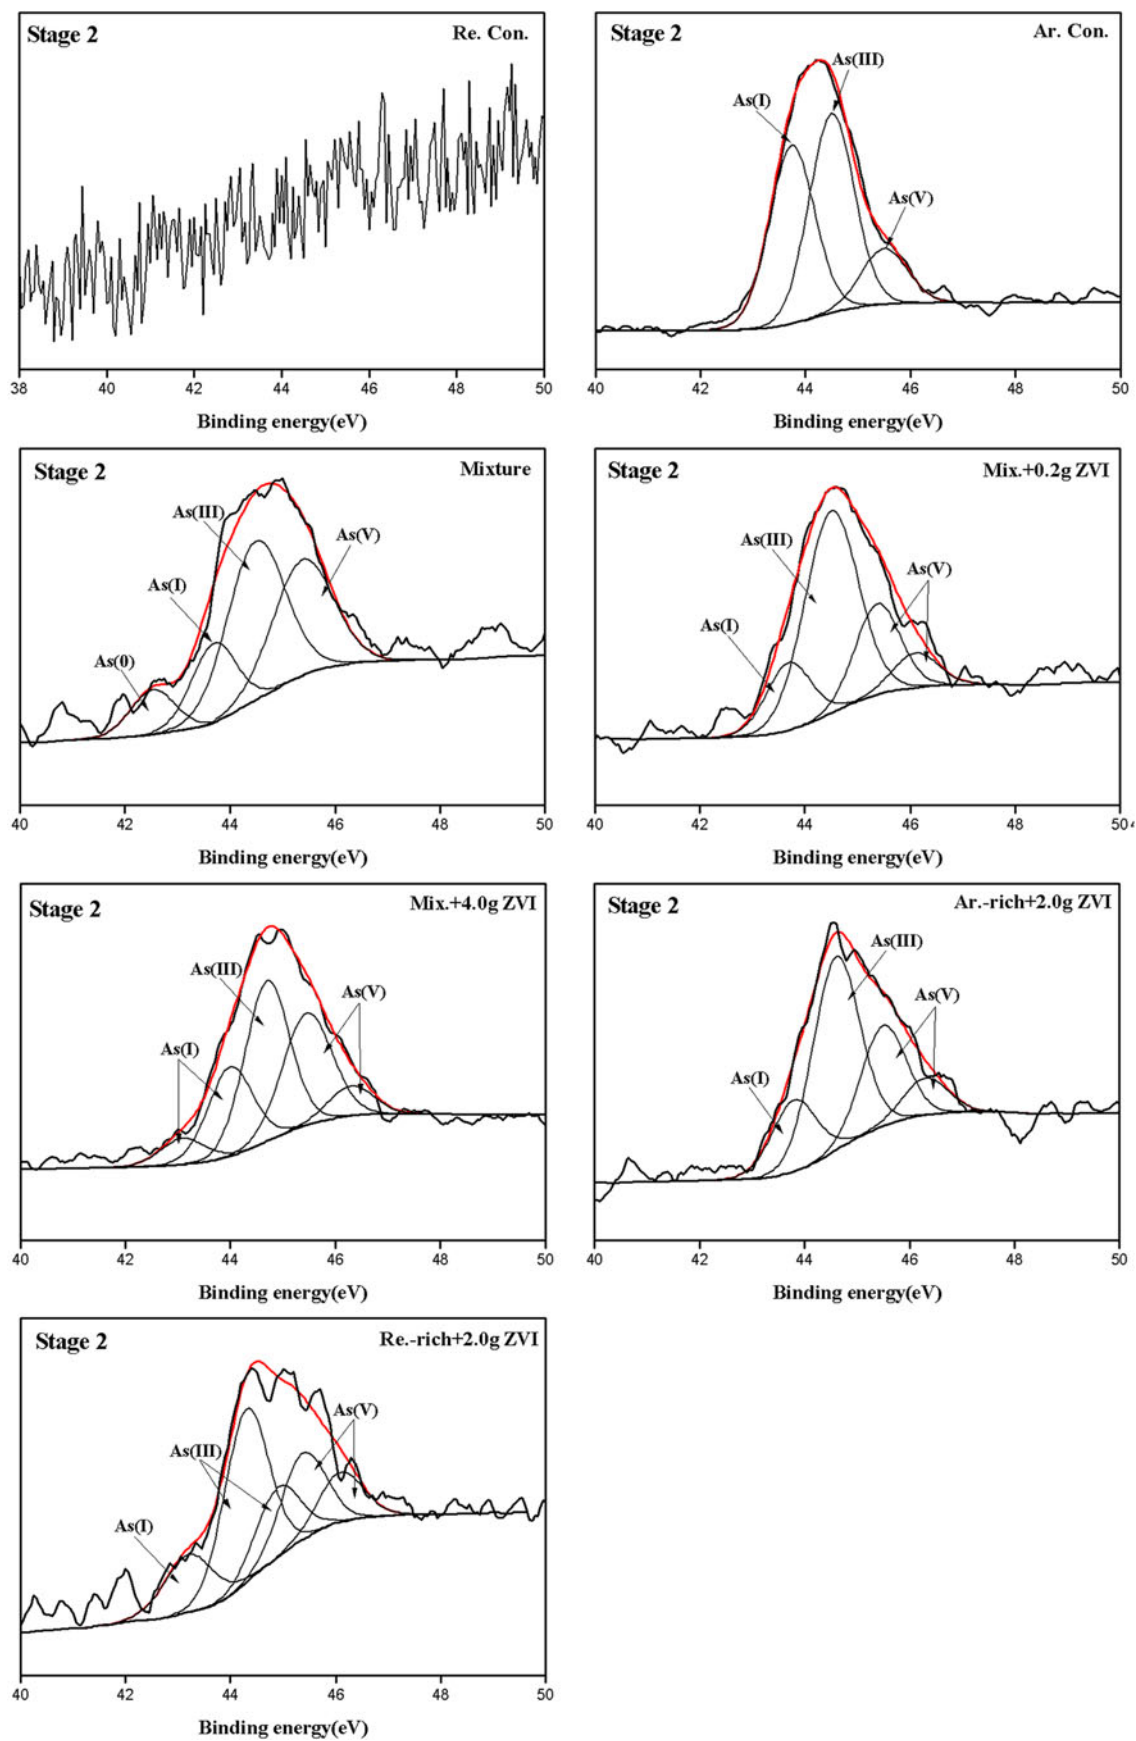 Stage 2
Re. Con.
38 40 42 44 46 48 50
Binding energy(eV)
Stage 2
Ar. Con.
As(III)
As(I)
As(V)
40 42 44 46 48 50
Binding energy(eV)
Stage 2
Mixture
As(III)
As(V)
As(I)
As(0)
40 42 44 46 48 50
Binding energy(eV)
Stage 2
Mix.+0.2g ZVI
As(III)
As(V)
As(I)
40 42 44 46 48 50
Binding energy(eV)
Stage 2
Mix.+4.0g ZVI
As(III)
As(V)
As(I)
40 42 44 46 48 50
Binding energy(eV)
Stage 2
Ar.-rich+2.0g ZVI
As(III)
As(V)
As(I)
40 42 44 46 48 50
Binding energy(eV)
Stage 2
Re.-rich+2.0g ZVI
As(V)
As(III)
As(I)
40 42 44 46 48 50
Binding energy(eV)